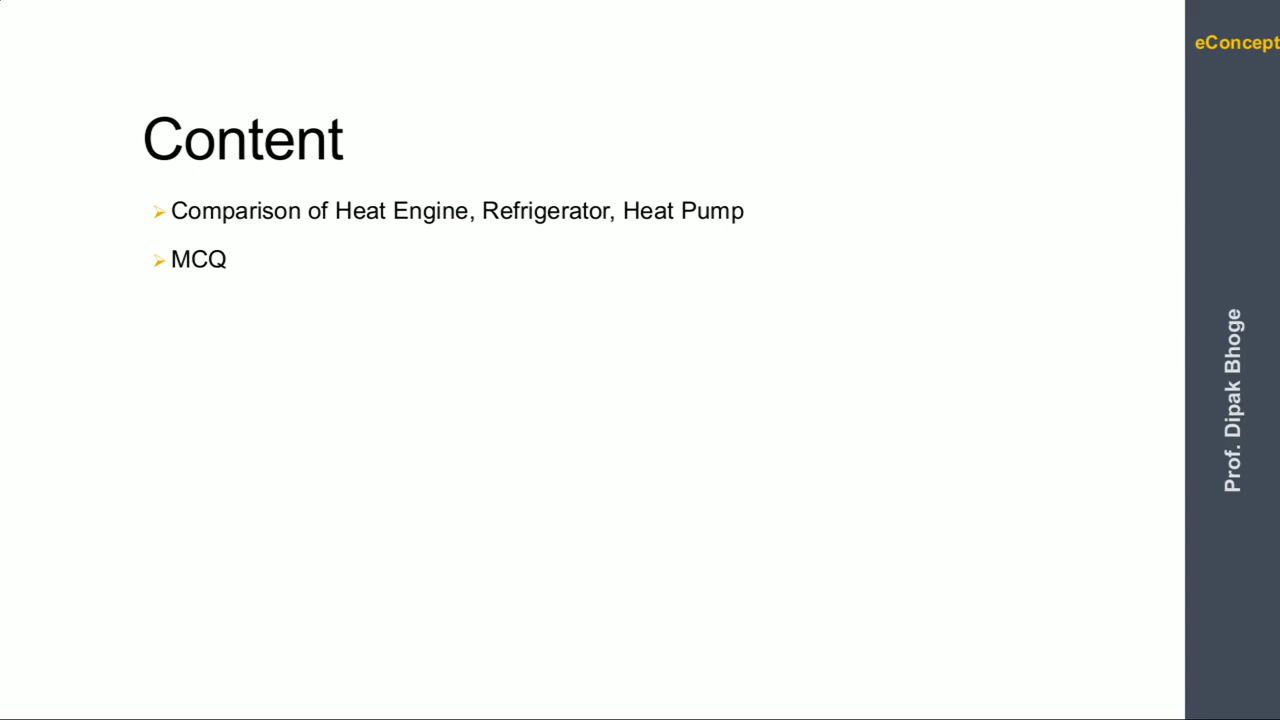 eConcept
Content
Comparison of Heat Engine, Refrigerator, Heat Pump
MCQ
Prof. Dipak Bhoge